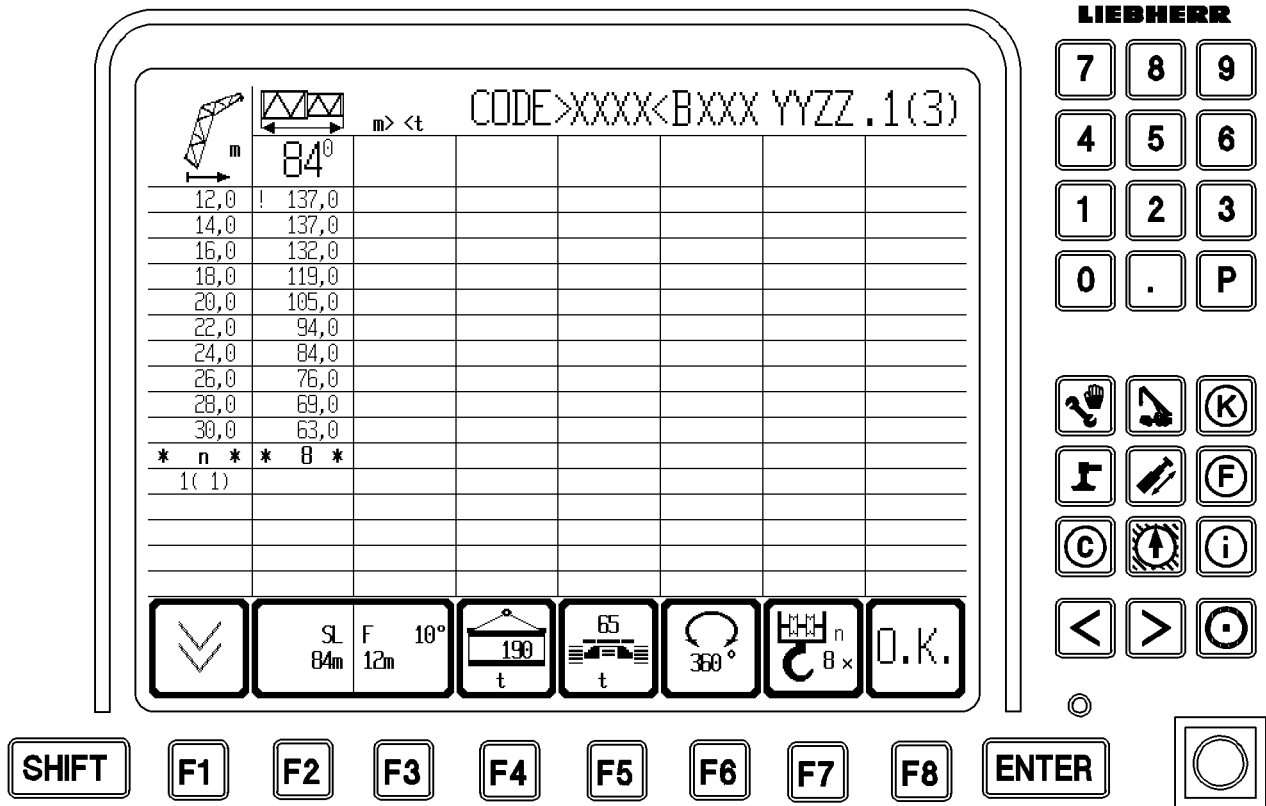 LIEBHERR
m> <t CODE>XXXX<BXXX YYZZ .1(3)
m 84⁰
12,0 ! 137,0
14,0 137,0
16,0 132,0
18,0 119,0
20,0 105,0
22,0 94,0
24,0 84,0
26,0 76,0
28,0 69,0
30,0 63,0
* n * * 8 *
1( 1)
SL F 10° 65 n
84m 12m 190 t t 360° 8 × O.K.
7 8 9
4 5 6
1 2 3
0 . P
K
F
C i
< >
SHIFT F1 F2 F3 F4 F5 F6 F7 F8 ENTER